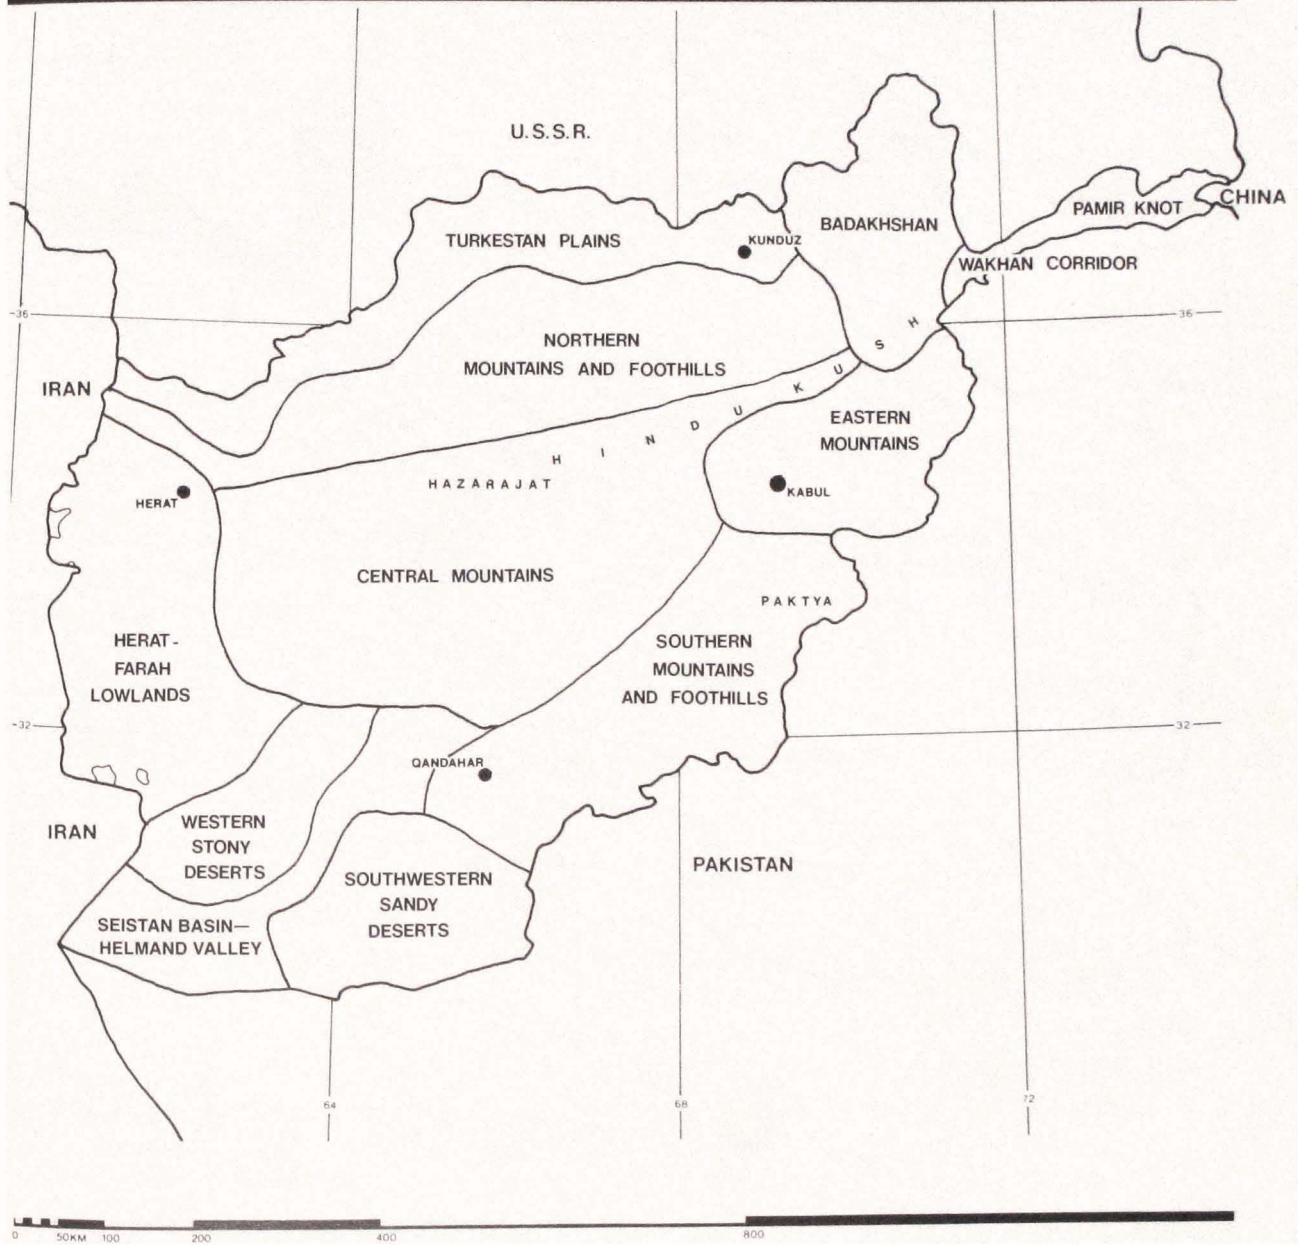 U.S.S.R.
CHINA
PAMIR KNOT
BADAKHSHAN
TURKESTAN PLAINS
KUNDUZ
WAKHAN CORRIDOR
36
36
NORTHERN
MOUNTAINS AND FOOTHILLS
HINDU KUSH
IRAN
EASTERN
MOUNTAINS
HAZARAJAT
HERAT
KABUL
CENTRAL MOUNTAINS
PAKTYA
HERAT-
FARAH
LOWLANDS
SOUTHERN
MOUNTAINS
AND FOOTHILLS
32
32
QANDAHAR
IRAN
WESTERN
STONY
DESERTS
PAKISTAN
SOUTHWESTERN
SANDY
DESERTS
SEISTAN BASIN—
HELMAND VALLEY
64
68
72
0 50KM 100 200 400 800